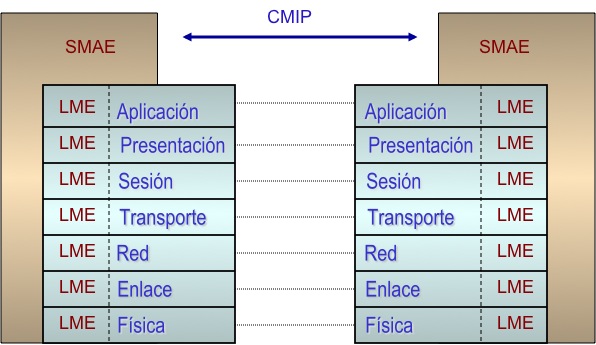 CMIP
SMAE SMAE
LME Aplicación Aplicación LME
LME Presentación Presentación LME
LME Sesión Sesión LME
LME Transporte Transporte LME
LME Red Red LME
LME Enlace Enlace LME
LME Física Física LME